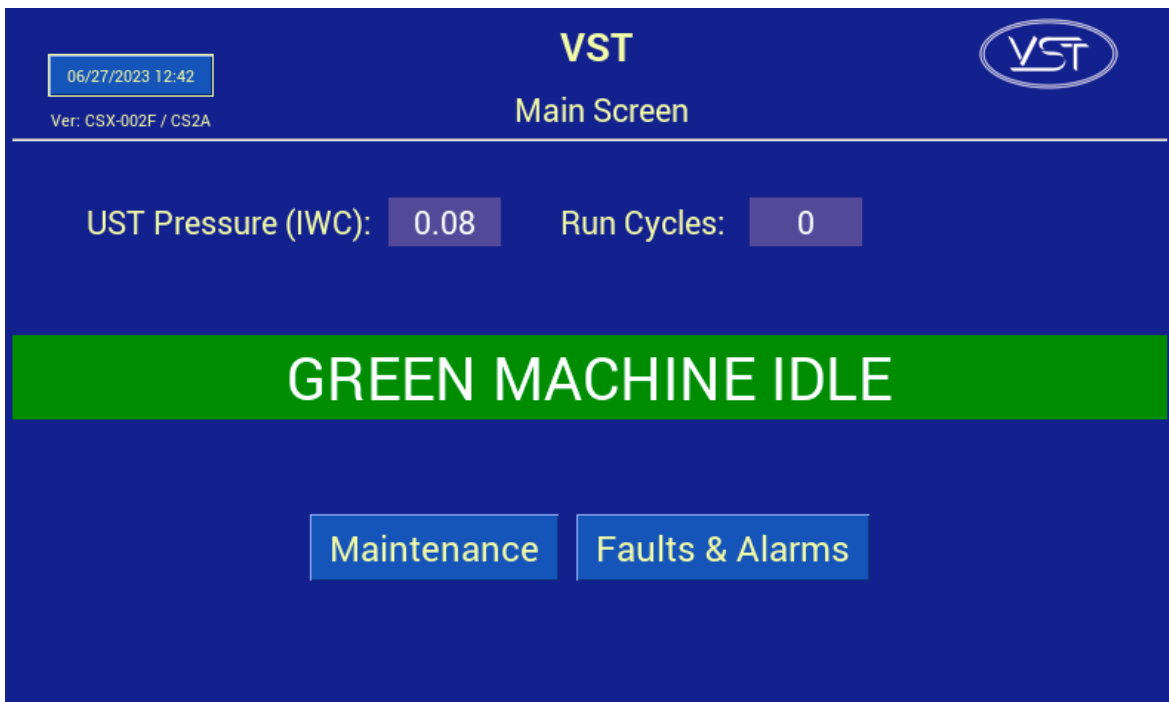 VST
VST
06/27/2023 12:42
Main Screen
Ver: CSX-002F / CS2A
UST Pressure (IWC): 0.08 Run Cycles: 0
GREEN MACHINE IDLE
Maintenance Faults & Alarms